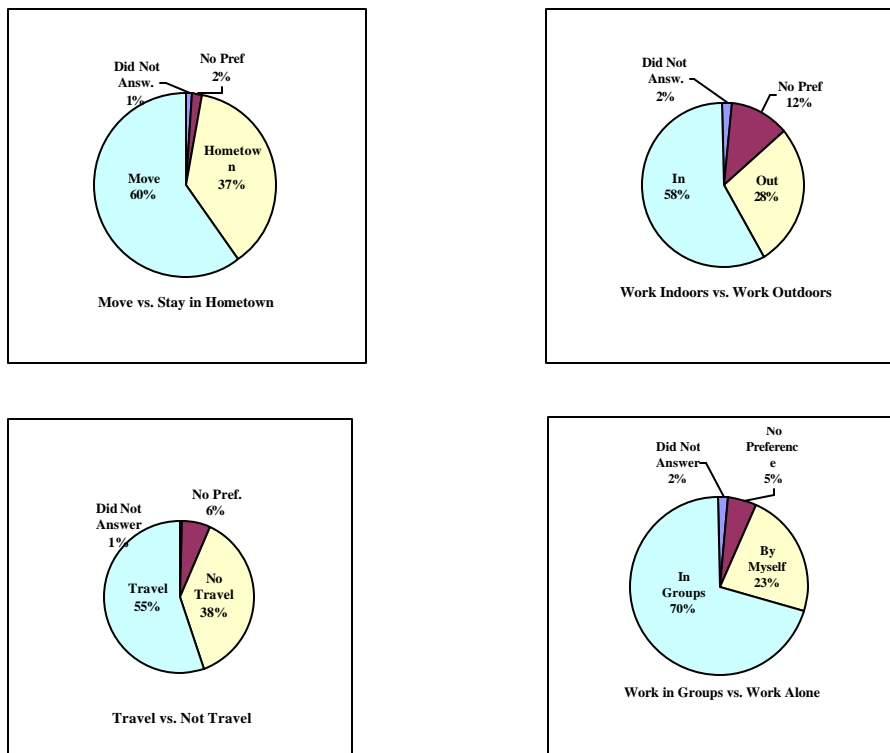 Did Not
Answ.
1%
No Pref
2%
Hometow
n
37%
Move
60%
Move vs. Stay in Hometown
Did Not
Answ.
2%
No Pref
12%
In
58%
Out
28%
Work Indoors vs. Work Outdoors
Did Not
Answer
1%
No Pref.
6%
Travel
55%
No
Travel
38%
Travel vs. Not Travel
Did Not
Answer
2%
No
Preferenc
e
5%
By
Myself
23%
In
Groups
70%
Work in Groups vs. Work Alone